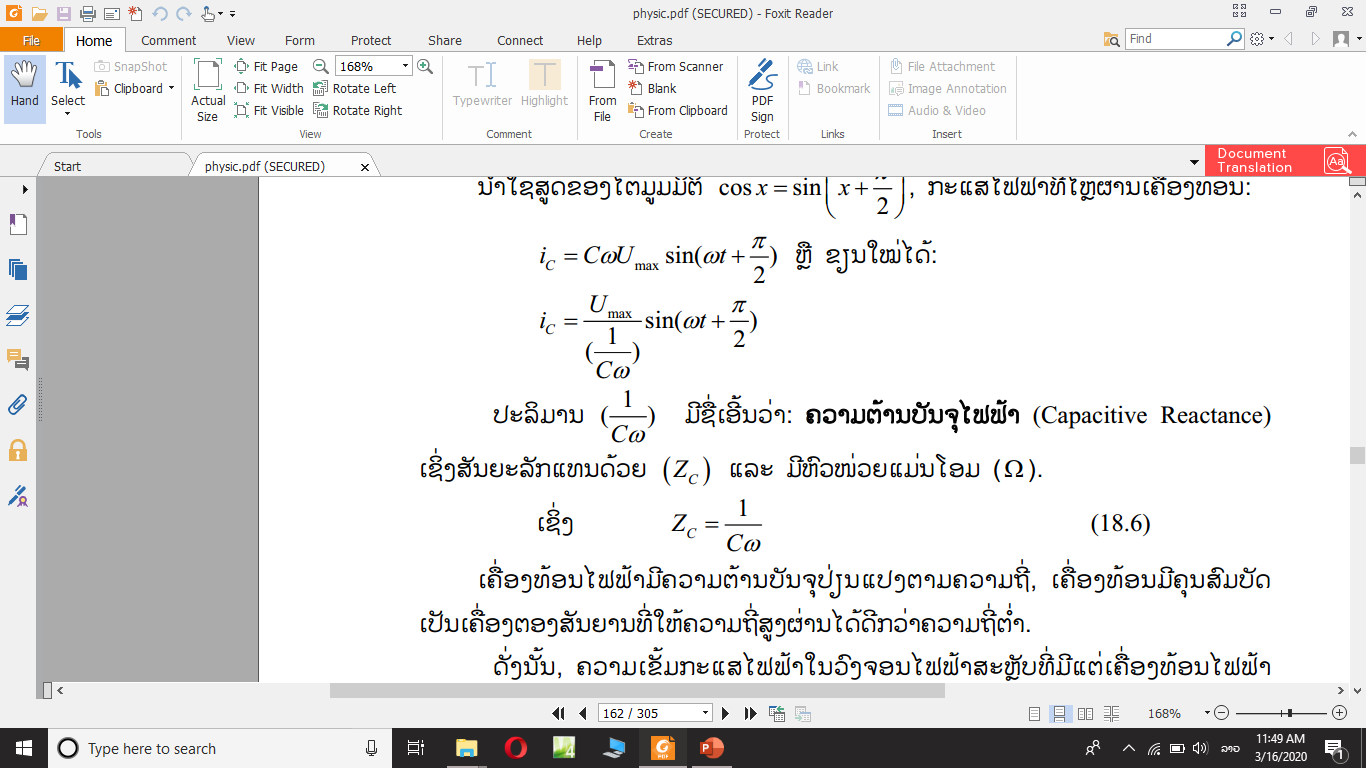 physic.pdf (SECURED) - Foxit Reader
File Home Comment View Form Protect Share Connect Help Extras Find
Hand Select SnapShot Clipboard Actual Size Fit Page Fit Width Fit Visible 168% Rotate Left Rotate Right Typewriter Highlight From File From Scanner Blank From Clipboard PDF Sign Link Bookmark File Attachment Image Annotation Audio & Video
Tools View Comment Create Protect Links Insert
Start physic.pdf (SECURED) Document Translation
ນຳໃຊ້ສູດຂອງໄຕມູມມິຕິ cos x = sin(x + π/2), ກະແສໄຟຟ້າທີ່ໄຫຼຜ່ານເຄື່ອງທ້ອນ:
i_C = CωU_max sin(ωt + π/2) ຫຼື ຂຽນໃໝ່ໄດ້:
i_C = U_max/(1/Cω) sin(ωt + π/2)
ປະລິມານ (1/Cω) ມີຊື່ເອີ້ນວ່າ: ຄວາມຕ້ານບັນຈຸໄຟຟ້າ (Capacitive Reactance)
ເຊິ່ງສັນຍະລັກແທນດ້ວຍ (Z_C) ແລະ ມີຫົວໜ່ວຍແມ່ນໂອມ (Ω).
ເຊິ່ງ Z_C = 1/Cω (18.6)
ເຄື່ອງທ້ອນໄຟຟ້າມີຄວາມຕ້ານບັນຈຸປ່ຽນແປງຕາມຄວາມຖີ່, ເຄື່ອງທ້ອນມີຄຸນສົມບັດ
ເປັນເຄື່ອງຕອງສັນຍານທີ່ໃຫ້ຄວາມຖີ່ສູງຜ່ານໄດ້ດີກວ່າຄວາມຖີ່ຕ່ຳ.
ດັ່ງນັ້ນ, ຄວາມເຂັ້ມກະແສໄຟຟ້າໃນວົງຈອນໄຟຟ້າສະຫຼັບທີ່ມີແຕ່ເຄື່ອງທ້ອນໄຟຟ້າ
162 / 305 168%
Type here to search ລາວ 11:49 AM
3/16/2020